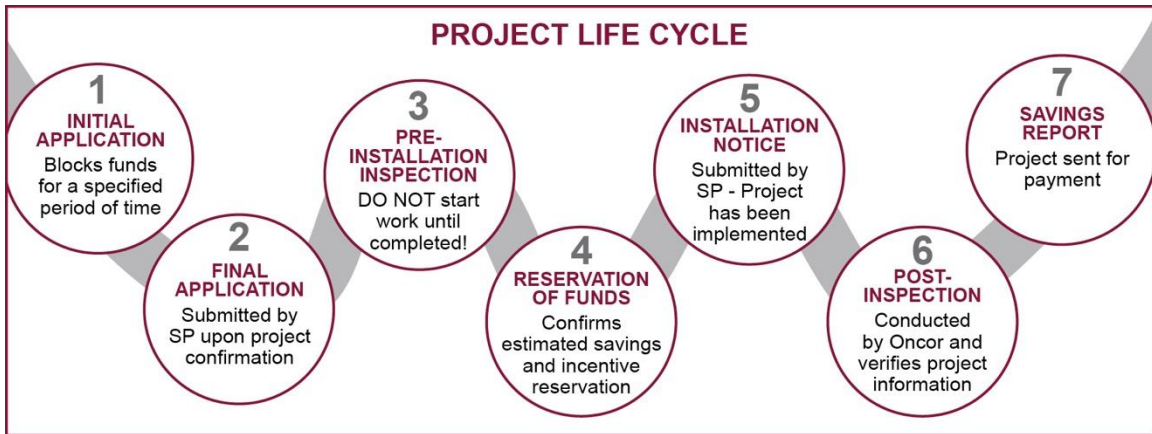 PROJECT LIFE CYCLE
1
INITIAL
APPLICATION
Blocks funds
for a specified
period of time
2
FINAL
APPLICATION
Submitted by
SP upon project
confirmation
3
PRE-
INSTALLATION
INSPECTION
DO NOT start
work until
completed!
4
RESERVATION
OF FUNDS
Confirms
estimated savings
and incentive
reservation
5
INSTALLATION
NOTICE
Submitted by
SP - Project
has been
implemented
6
POST-
INSPECTION
Conducted
by Oncor and
verifies project
information
7
SAVINGS
REPORT
Project sent for
payment